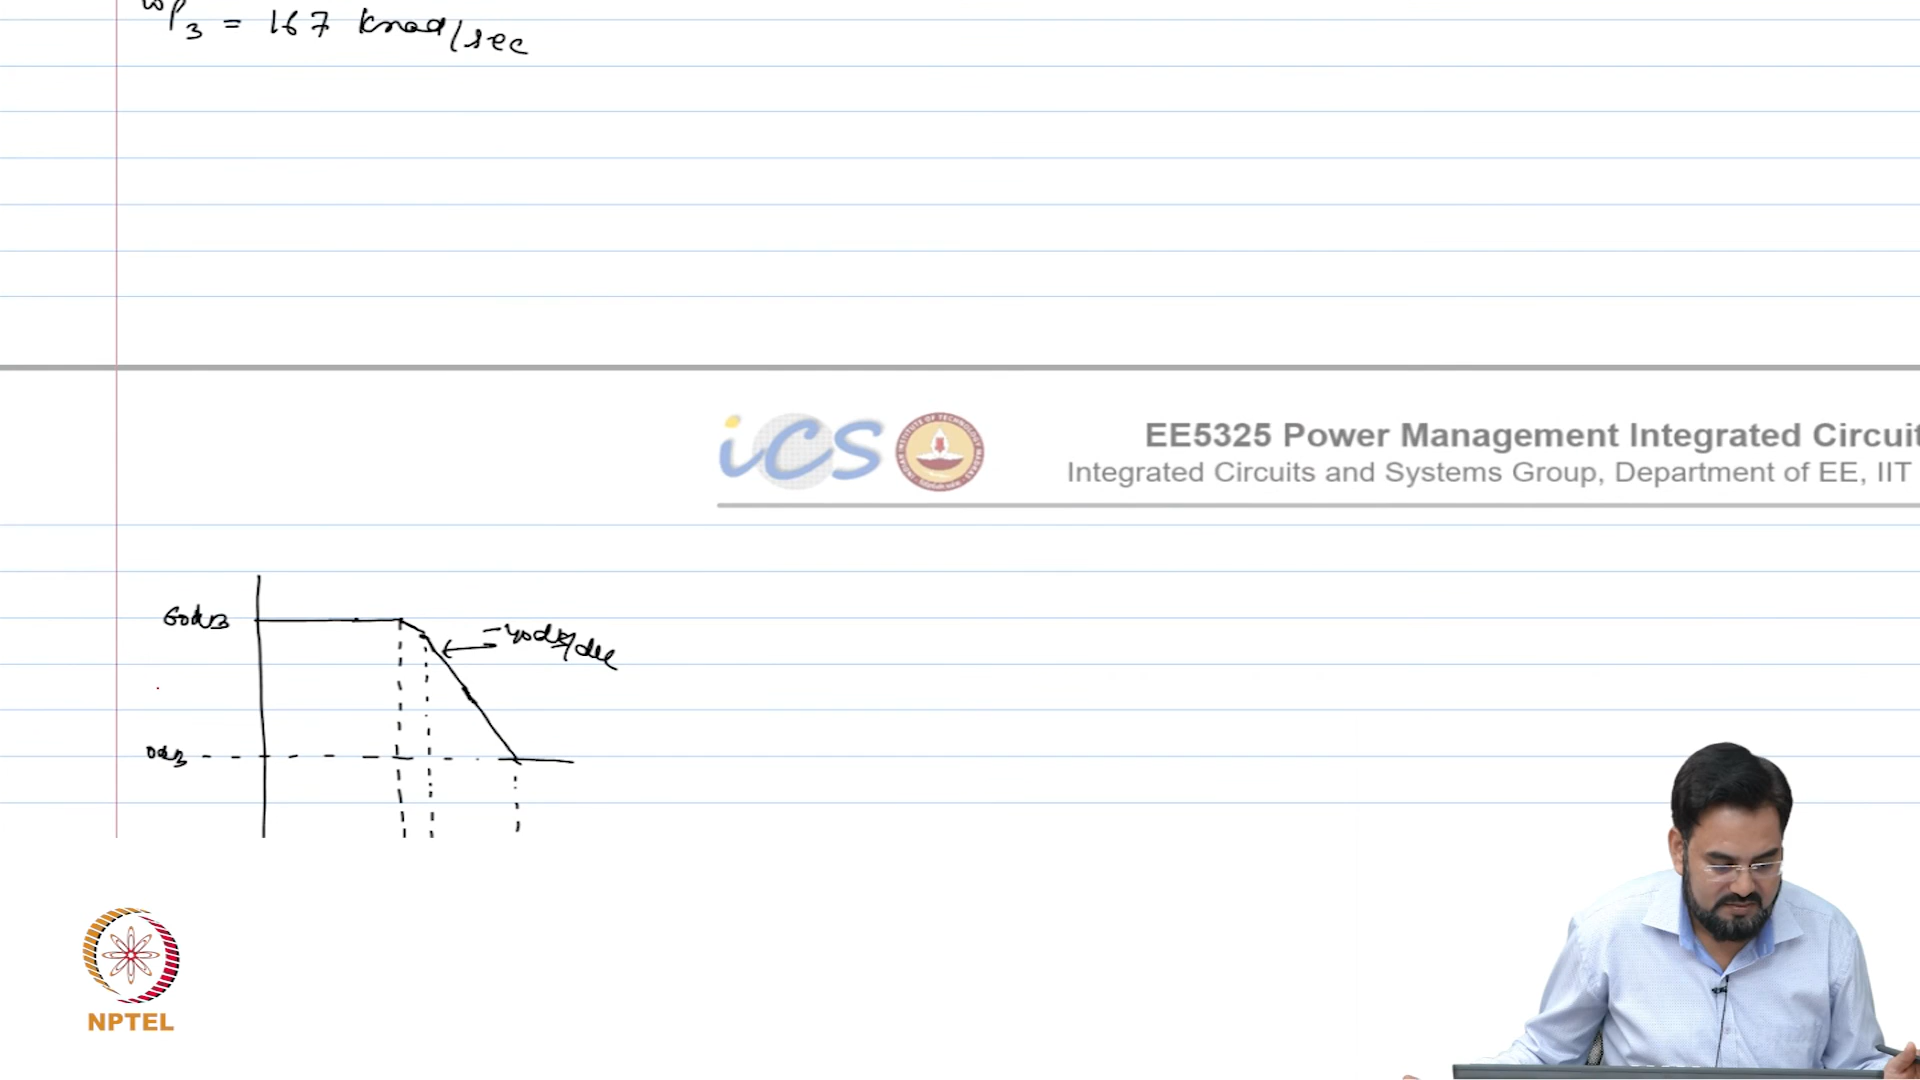 ωp3 = 167 krad/sec
iCS
EE5325 Power Management Integrated Circuit
Integrated Circuits and Systems Group, Department of EE, IIT
60dB
-40dB/dec
0dB
NPTEL